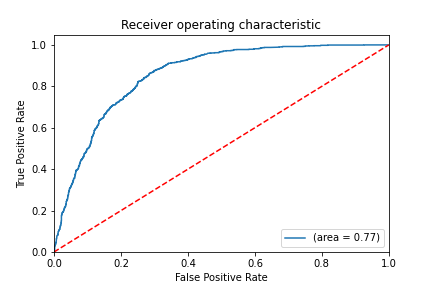 Receiver operating characteristic
True Positive Rate
1.0
0.8
0.6
0.4
0.2
0.0
(area = 0.77)
0.0 0.2 0.4 0.6 0.8 1.0
False Positive Rate